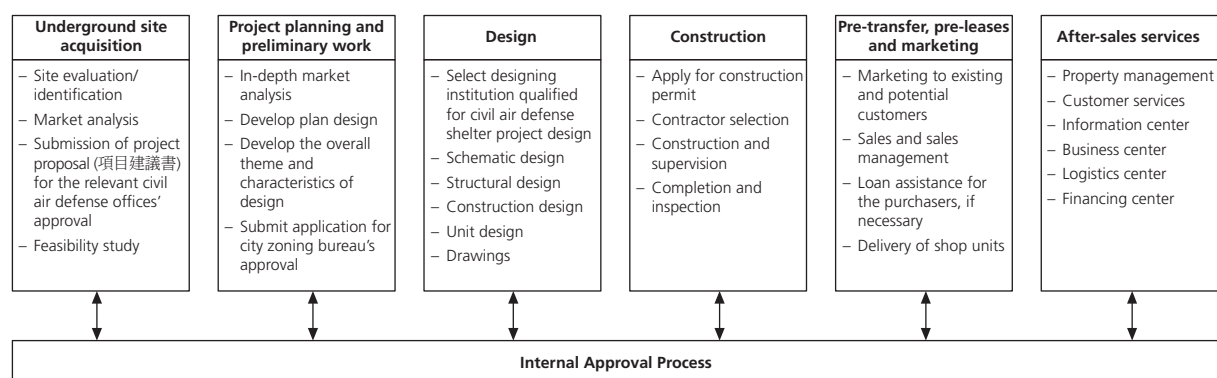 Underground site
acquisition
– Site evaluation/
identification
– Market analysis
– Submission of project
proposal (項目建議書)
for the relevant civil
air defense offices’
approval
– Feasibility study
Project planning and
preliminary work
– In-depth market
analysis
– Develop plan design
– Develop the overall
theme and
characteristics of
design
– Submit application for
city zoning bureau’s
approval
Design
– Select designing
institution qualified
for civil air defense
shelter project design
– Schematic design
– Structural design
– Construction design
– Unit design
– Drawings
Construction
– Apply for construction
permit
– Contractor selection
– Construction and
supervision
– Completion and
inspection
Pre-transfer, pre-leases
and marketing
– Marketing to existing
and potential
customers
– Sales and sales
management
– Loan assistance for
the purchasers, if
necessary
– Delivery of shop units
After-sales services
– Property management
– Customer services
– Information center
– Business center
– Logistics center
– Financing center
Internal Approval Process